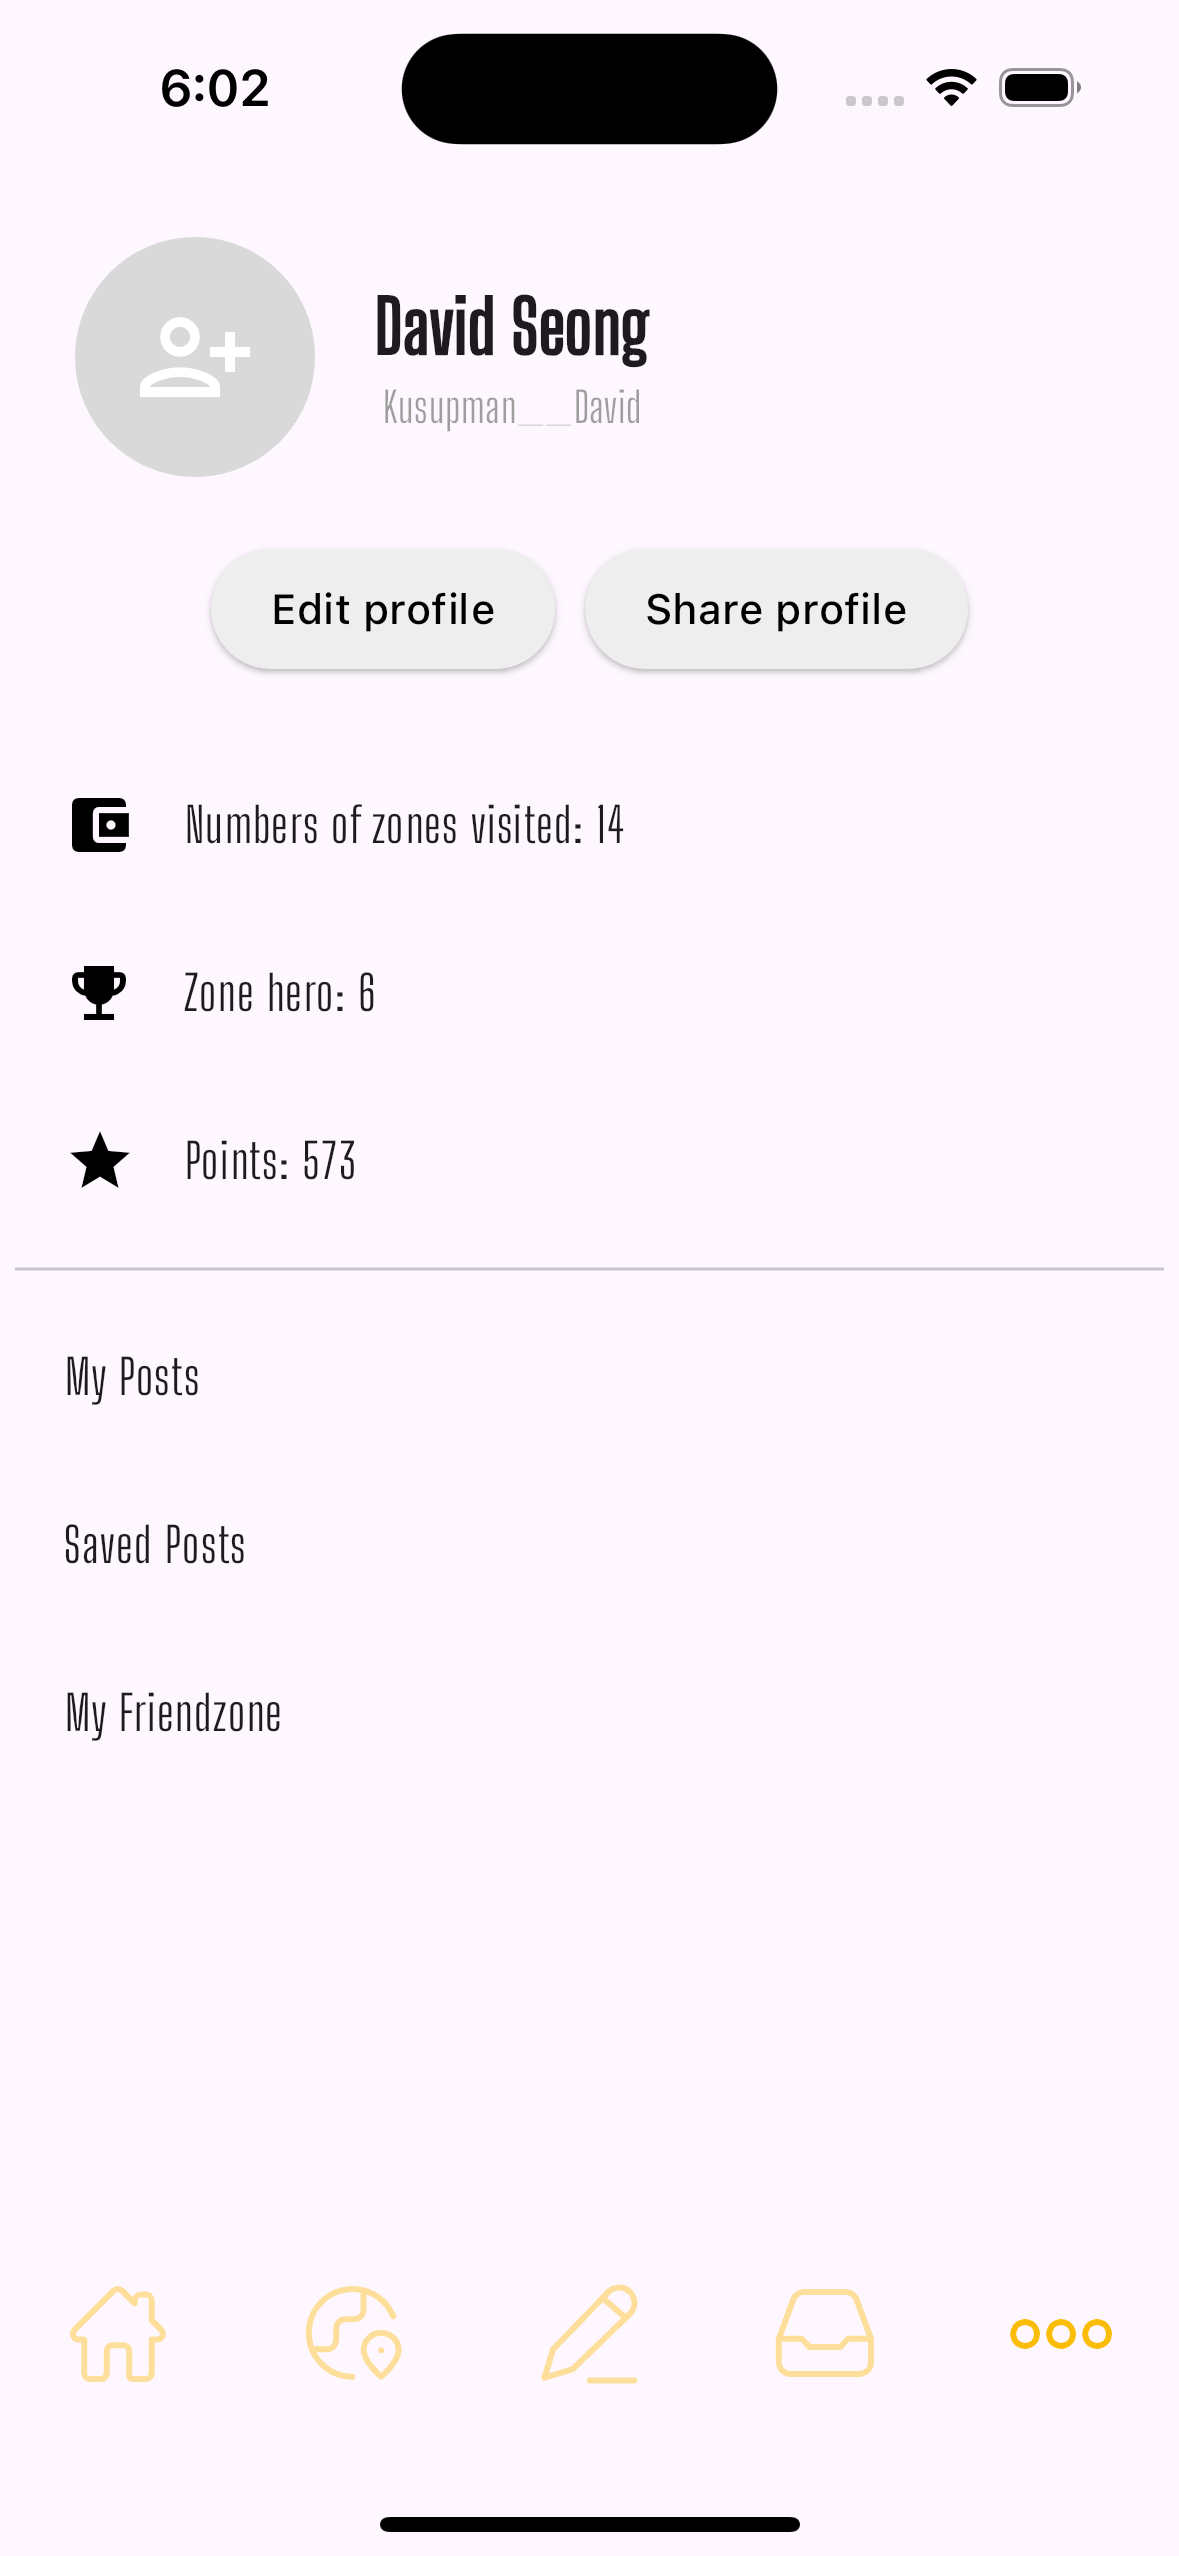 6:02
David Seong
Kusupman__David
Edit profile
Share profile
Numbers of zones visited: 14
Zone hero: 6
Points: 573
My Posts
Saved Posts
My Friendzone